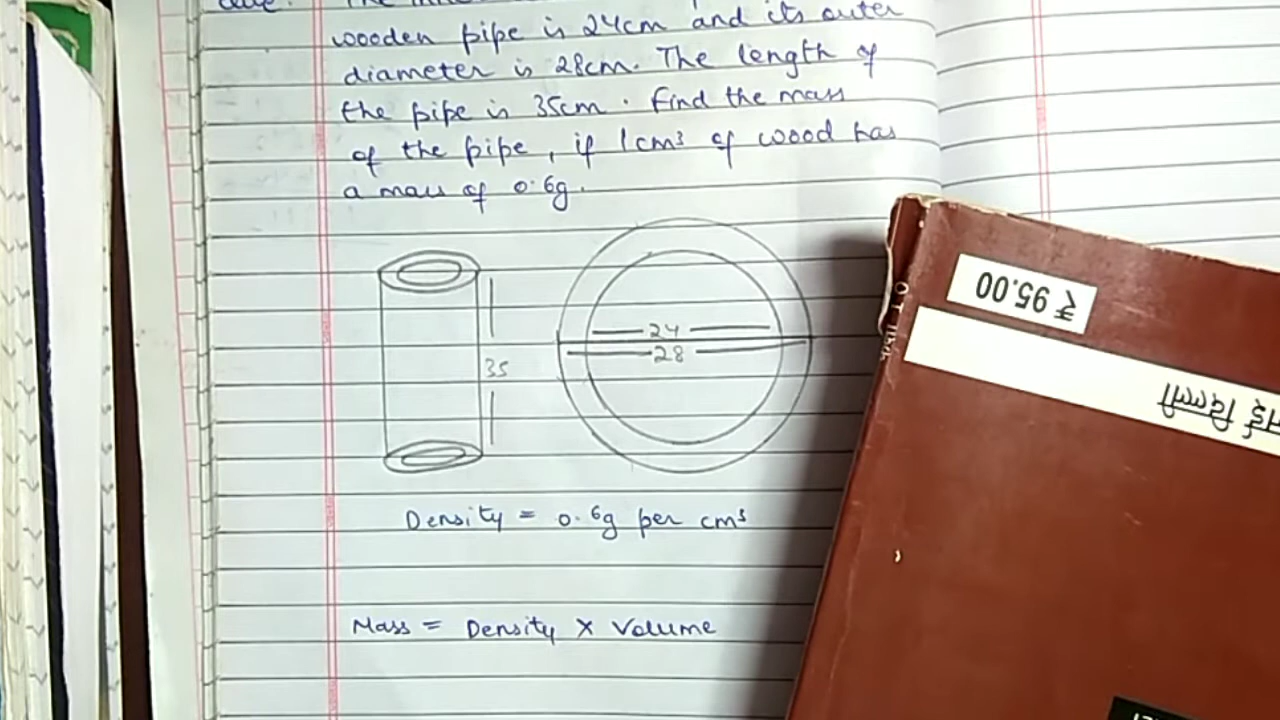 wooden pipe is 24cm and its outer
diameter is 28cm. The length of
the pipe is 35cm. Find the mass
of the pipe, if 1cm³ of wood has
a mass of 0.6g.
24
28
35
Density = 0.6g per cm³
Mass = Density × Volume
₹ 95.00
नई दिल्ली